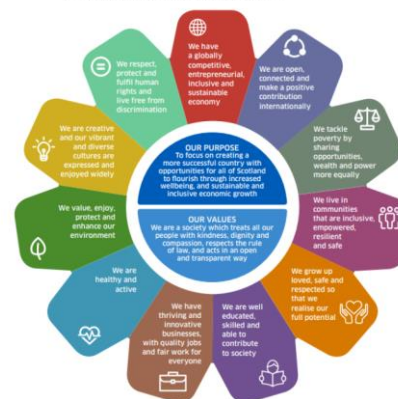 We have
a globally
competitive,
entrepreneurial,
inclusive and
sustainable
economy
We are open,
connected and
make a positive
contribution
internationally
We tackle
poverty by
sharing
opportunities,
wealth and power
more equally
We live in
communities
that are inclusive,
empowered,
resilient
and safe
We grow up
loved, safe and
respected so
that we
realise our
full potential
We are well
educated,
skilled and
able to
contribute
to society
We have
thriving and
innovative
businesses,
with quality jobs
and fair work for
everyone
We are
healthy and
active
We value, enjoy,
protect and
enhance our
environment
We are creative
and our vibrant
and diverse
cultures are
expressed and
enjoyed widely
We respect,
protect and
fulfil human
rights and
live free from
discrimination
OUR PURPOSE
To focus on creating a
more successful country with
opportunities for all of Scotland
to flourish through increased
wellbeing, and sustainable and
inclusive economic growth
OUR VALUES
We are a society which treats all our
people with kindness, dignity and
compassion, respects the rule
of law, and acts in an open
and transparent way